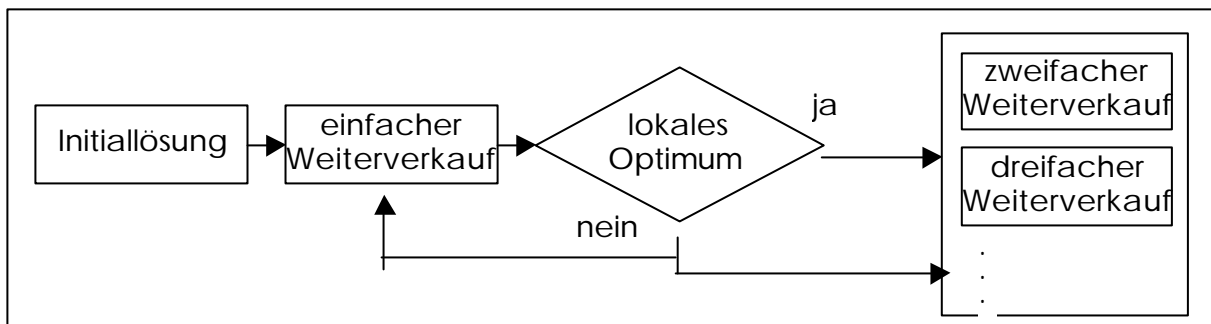 Initiallösung
einfacher
Weiterverkauf
lokales
Optimum
ja
nein
zweifacher
Weiterverkauf
dreifacher
Weiterverkauf
.
.
.